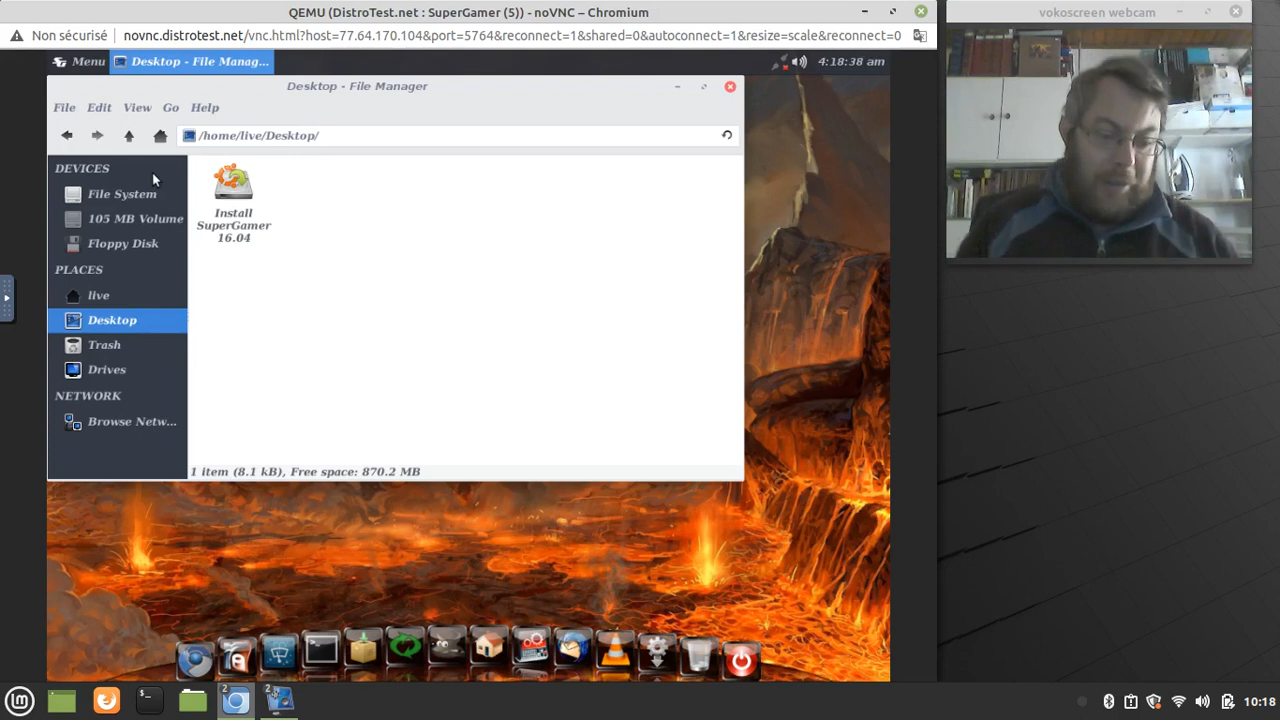 QEMU (DistroTest.net : SuperGamer (5)) - noVNC – Chromium
vokoscreen webcam
Non sécurisé
novnc.distrotest.net/vnc.html?host=77.64.170.104&port=5764&reconnect=1&shared=0&autoconnect=1&resize=scale&reconnect=0
Menu
Desktop - File Manag...
4:18:38 am
Desktop - File Manager
File Edit View Go Help
/home/live/Desktop/
DEVICES
File System
105 MB Volume
Floppy Disk
PLACES
live
Desktop
Trash
Drives
NETWORK
Browse Netw...
Install
SuperGamer
16.04
1 item (8.1 kB), Free space: 870.2 MB
2
2
10:18